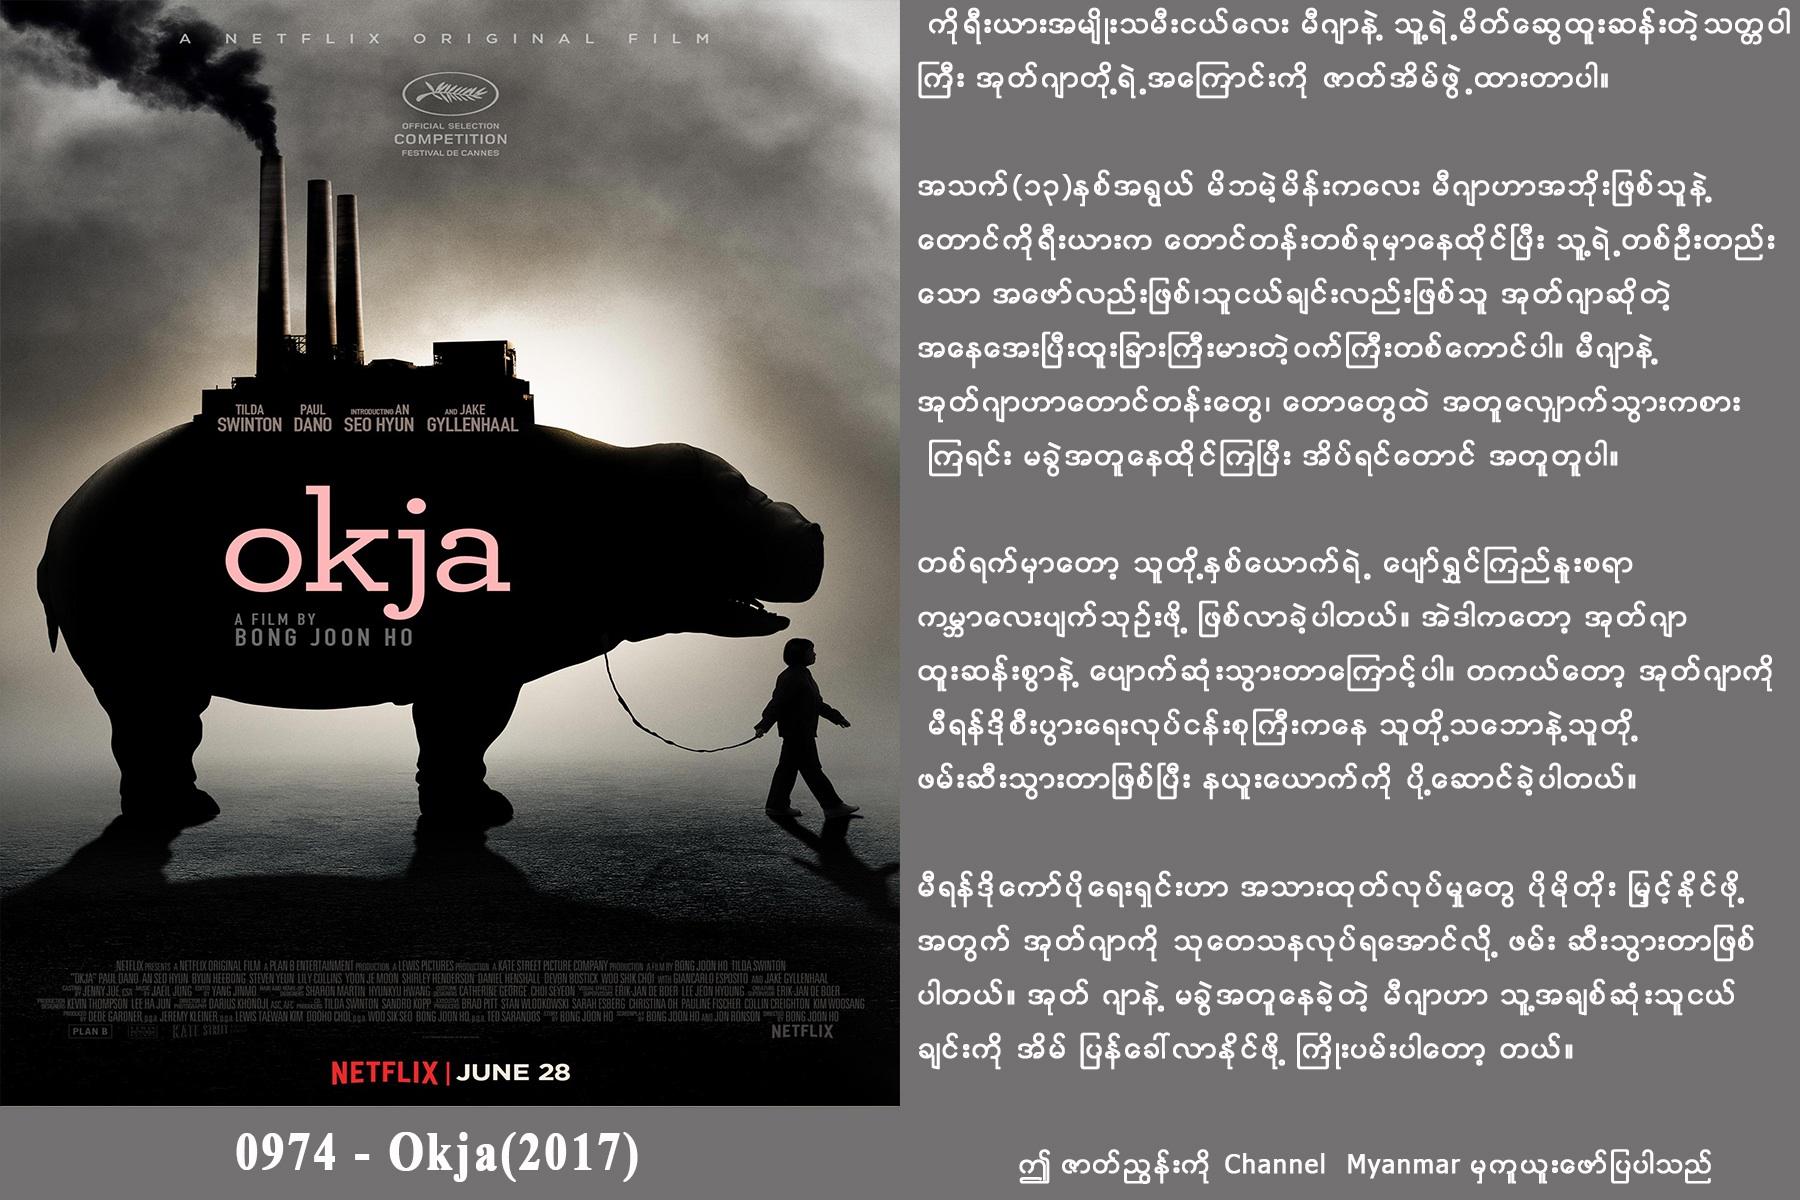 A NETFLIX ORIGINAL FILM
OFFICIAL SELECTION
COMPETITION
FESTIVAL DE CANNES
TILDA SWINTON PAUL DANO INTRODUCING AN SEO HYUN AND JAKE GYLLENHAAL
okja
A FILM BY
BONG JOON HO
PLAN B
NETFLIX
NETFLIX | JUNE 28
0974 - Okja(2017)
ကိုရီးယားအမျိုးသမီးငယ်လေး မီဂျာနဲ့ သူ့ရဲ့မိတ်ဆွေထူးဆန်းတဲ့သတ္တဝါ
ကြီး အုတ်ဂျာတို့ရဲ့အကြောင်းကို ဇာတ်အိမ်ဖွဲ့ထားတာပါ။
အသက်(၁၃)နှစ်အရွယ် မိဘမဲ့မိန်းကလေး မီဂျာဟာအဘိုးဖြစ်သူနဲ့
တောင်ကိုရီးယားက တောင်တန်းတစ်ခုမှာနေထိုင်ပြီး သူ့ရဲ့တစ်ဦးတည်း
သော အဖော်လည်းဖြစ်၊သူငယ်ချင်းလည်းဖြစ်သူ အုတ်ဂျာဆိုတဲ့
အနေအေးပြီးထူးခြားကြီးမားတဲ့ဝက်ကြီးတစ်ကောင်ပါ။ မီဂျာနဲ့
အုတ်ဂျာဟာတောင်တန်းတွေ၊ တောတွေထဲ အတူလျှောက်သွားကစား
ကြရင်း မခွဲအတူနေထိုင်ကြပြီး အိပ်ရင်တောင် အတူတူပါ။
တစ်ရက်မှာတော့ သူတို့နှစ်ယောက်ရဲ့ ပျော်ရွှင်ကြည်နူးစရာ
ကမ္ဘာလေးပျက်သုဉ်းဖို့ ဖြစ်လာခဲ့ပါတယ်။ အဲဒါကတော့ အုတ်ဂျာ
ထူးဆန်းစွာနဲ့ ပျောက်ဆုံးသွားတာကြောင့်ပါ။ တကယ်တော့ အုတ်ဂျာကို
မီရန်ဒိုစီးပွားရေးလုပ်ငန်းစုကြီးကနေ သူတို့သဘောနဲ့သူတို့
ဖမ်းဆီးသွားတာဖြစ်ပြီး နယူးယောက်ကို ပို့ဆောင်ခဲ့ပါတယ်။
မီရန်ဒိုကော်ပိုရေးရှင်းဟာ အသားထုတ်လုပ်မှုတွေ ပိုမိုတိုး မြှင့်နိုင်ဖို့
အတွက် အုတ်ဂျာကို သုတေသနလုပ်ရအောင်လို့ ဖမ်း ဆီးသွားတာဖြစ်
ပါတယ်။ အုတ် ဂျာနဲ့ မခွဲအတူနေခဲ့တဲ့ မီဂျာဟာ သူ့အချစ်ဆုံးသူငယ်
ချင်းကို အိမ် ပြန်ခေါ်လာနိုင်ဖို့ ကြိုးပမ်းပါတော့ တယ်။
ဤ ဇာတ်ညွှန်းကို Channel Myanmar မှကူယူးဖော်ပြပါသည်